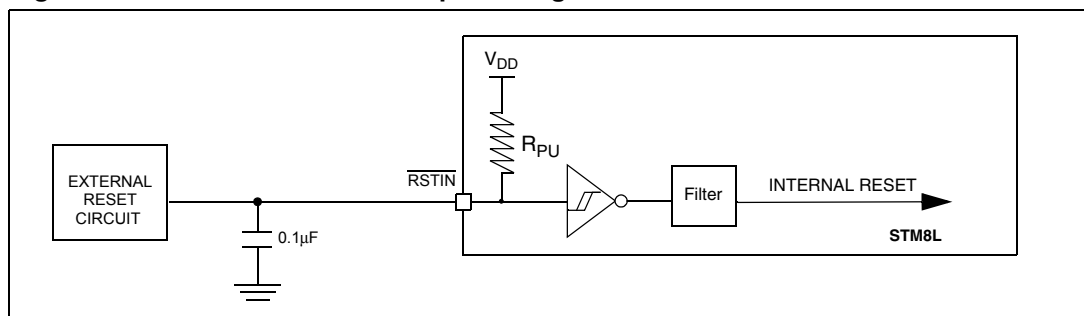 V_DD
R_PU
RSTIN
EXTERNAL
RESET
CIRCUIT
0.1µF
Filter
INTERNAL RESET
STM8L